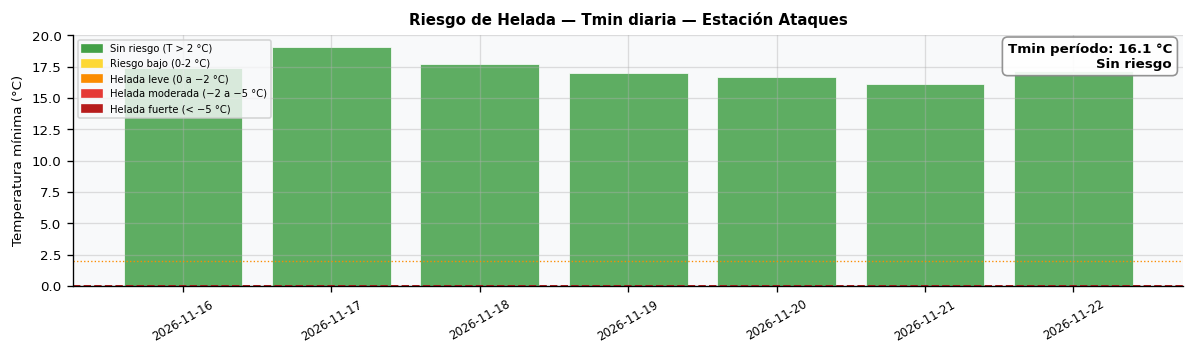 Riesgo de Helada — Tmin diaria — Estación Ataques
Temperatura mínima (°C)
20.0
17.5
15.0
12.5
10.0
7.5
5.0
2.5
0.0
Sin riesgo (T > 2 °C)
Riesgo bajo (0-2 °C)
Helada leve (0 a −2 °C)
Helada moderada (−2 a −5 °C)
Helada fuerte (< −5 °C)
Tmin período: 16.1 °C
Sin riesgo
2026-11-16
2026-11-17
2026-11-18
2026-11-19
2026-11-20
2026-11-21
2026-11-22